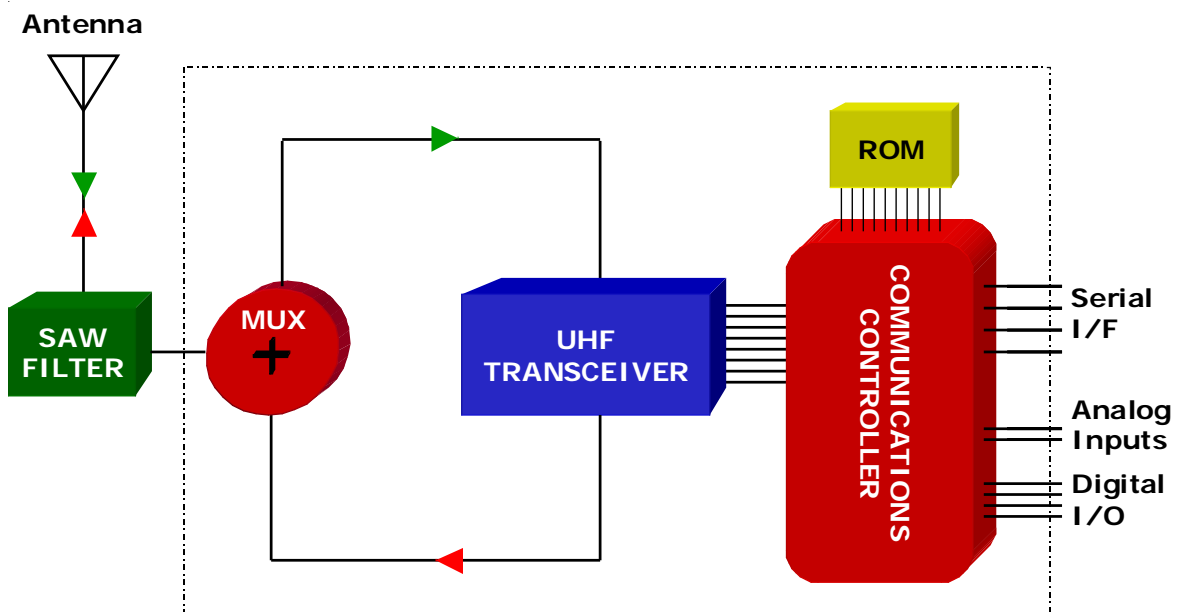 Antenna
ROM
MUX
+
SAW
FILTER
UHF
TRANSCEIVER
COMMUNICATIONS
CONTROLLER
Serial
I/F
Analog
Inputs
Digital
I/O